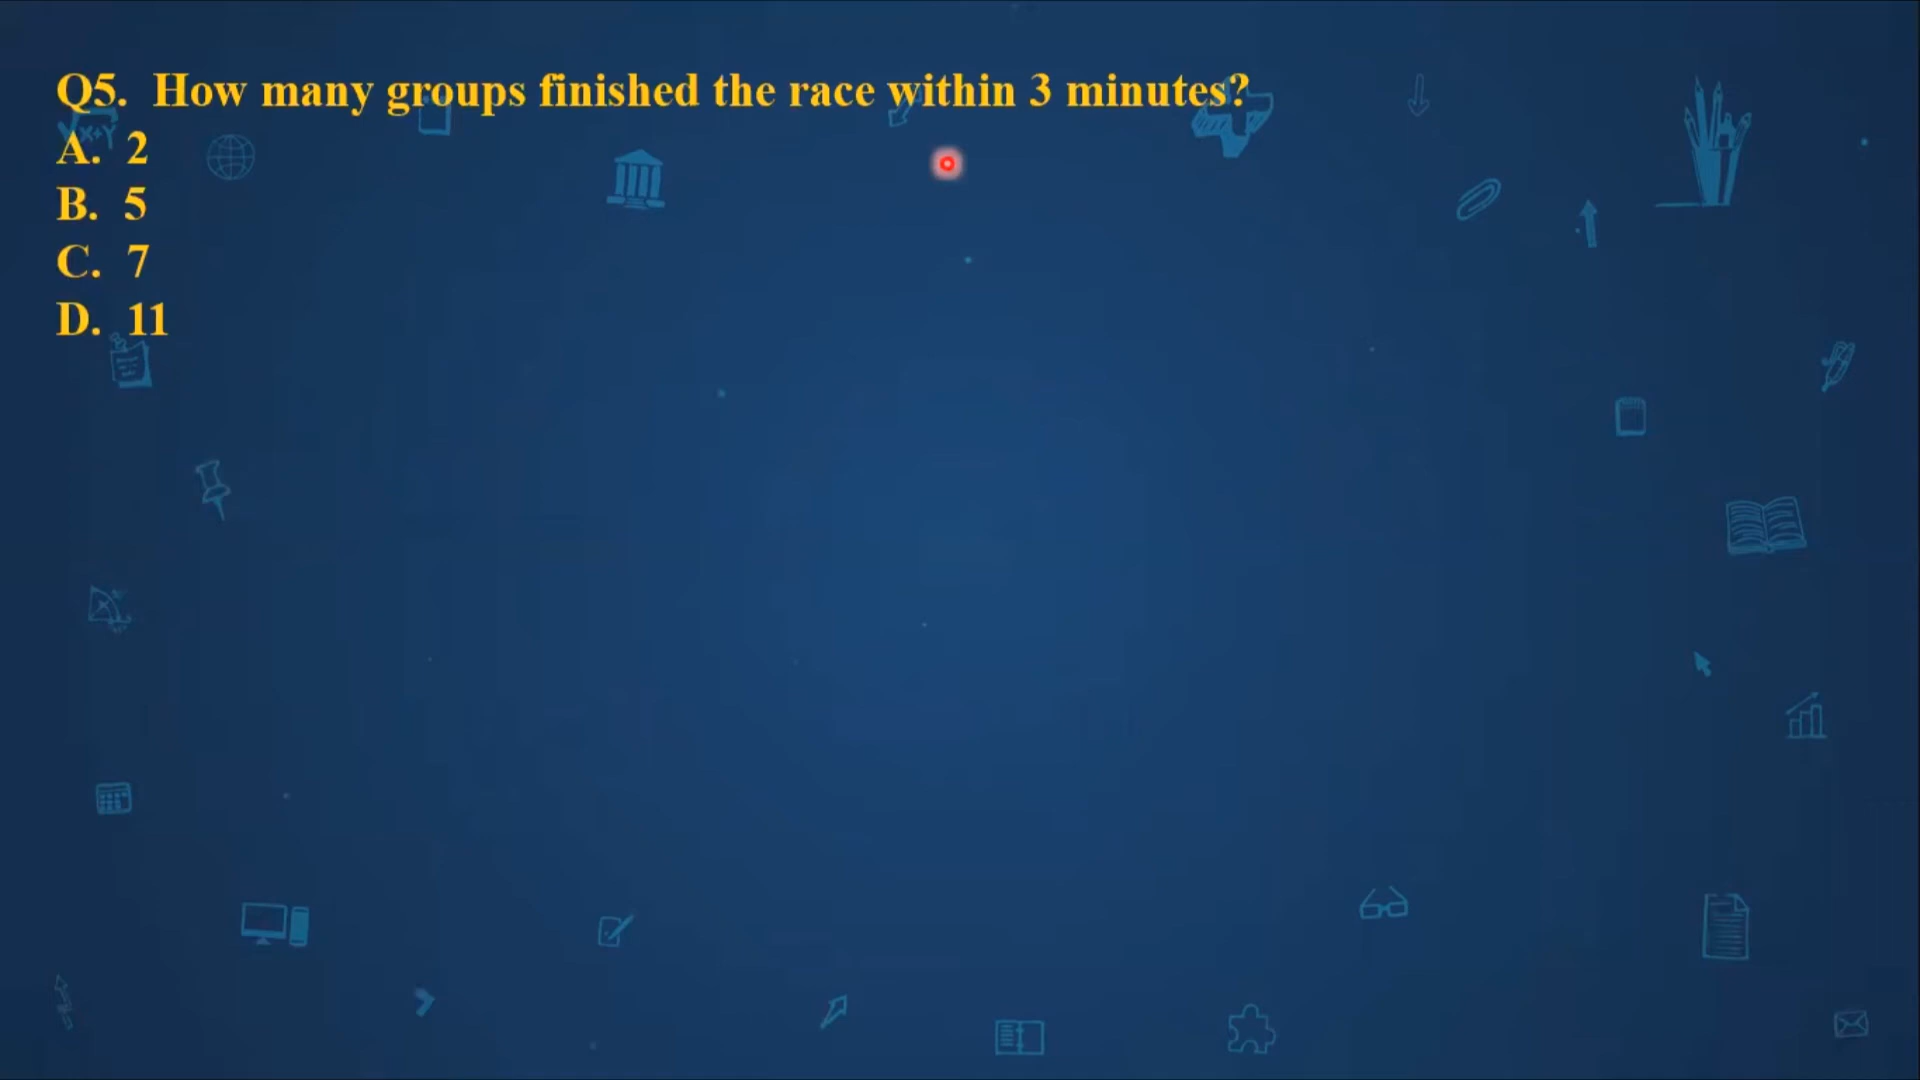 Q5. How many groups finished the race within 3 minutes?
A. 2
B. 5
C. 7
D. 11